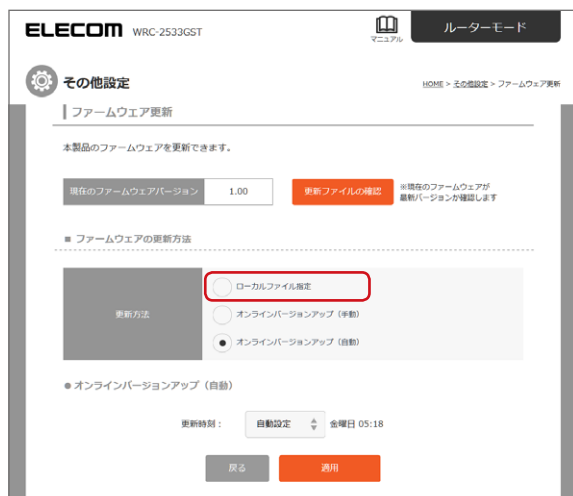 ELECOM WRC-2533GST
マニュアル
ルーターモード
その他設定
HOME > その他設定 > ファームウェア更新
ファームウェア更新
本製品のファームウェアを更新できます。
現在のファームウェアバージョン 1.00 更新ファイルの確認
※現在のファームウェアが
最新バージョンか確認します
■ ファームウェアの更新方法
更新方法
ローカルファイル指定
オンラインバージョンアップ（手動）
オンラインバージョンアップ（自動）
● オンラインバージョンアップ（自動）
更新時刻： 自動設定 金曜日 05:18
戻る 適用